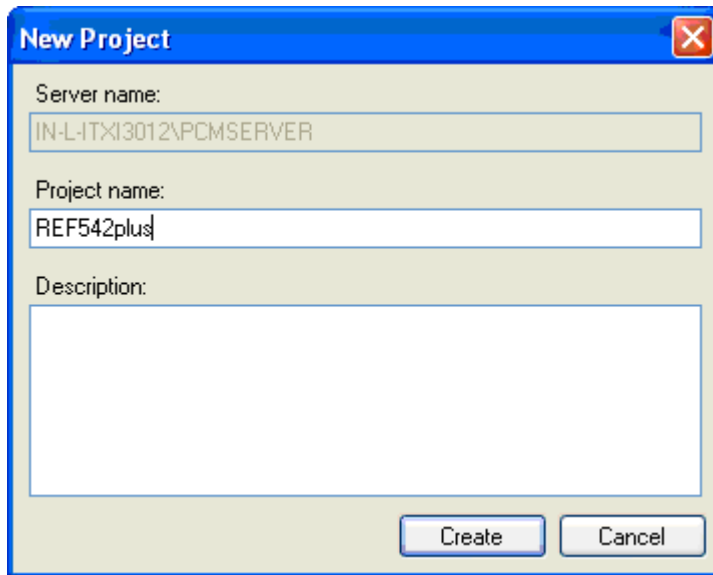 New Project
Server name:
IN-L-ITXI3012\PCMSERVER
Project name:
REF542plus
Description:
Create Cancel